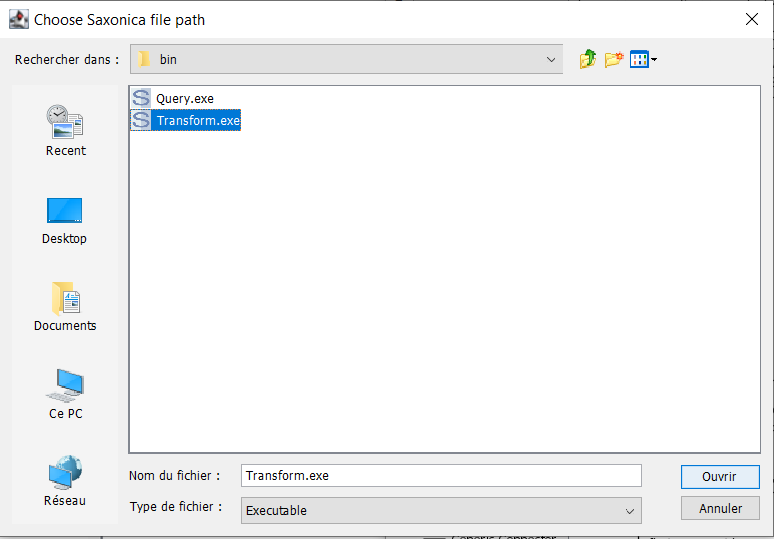 Choose Saxonica file path
Rechercher dans :
bin
Recent
Desktop
Documents
Ce PC
Réseau
Query.exe
Transform.exe
Nom du fichier :
Transform.exe
Ouvrir
Type de fichier :
Executable
Annuler